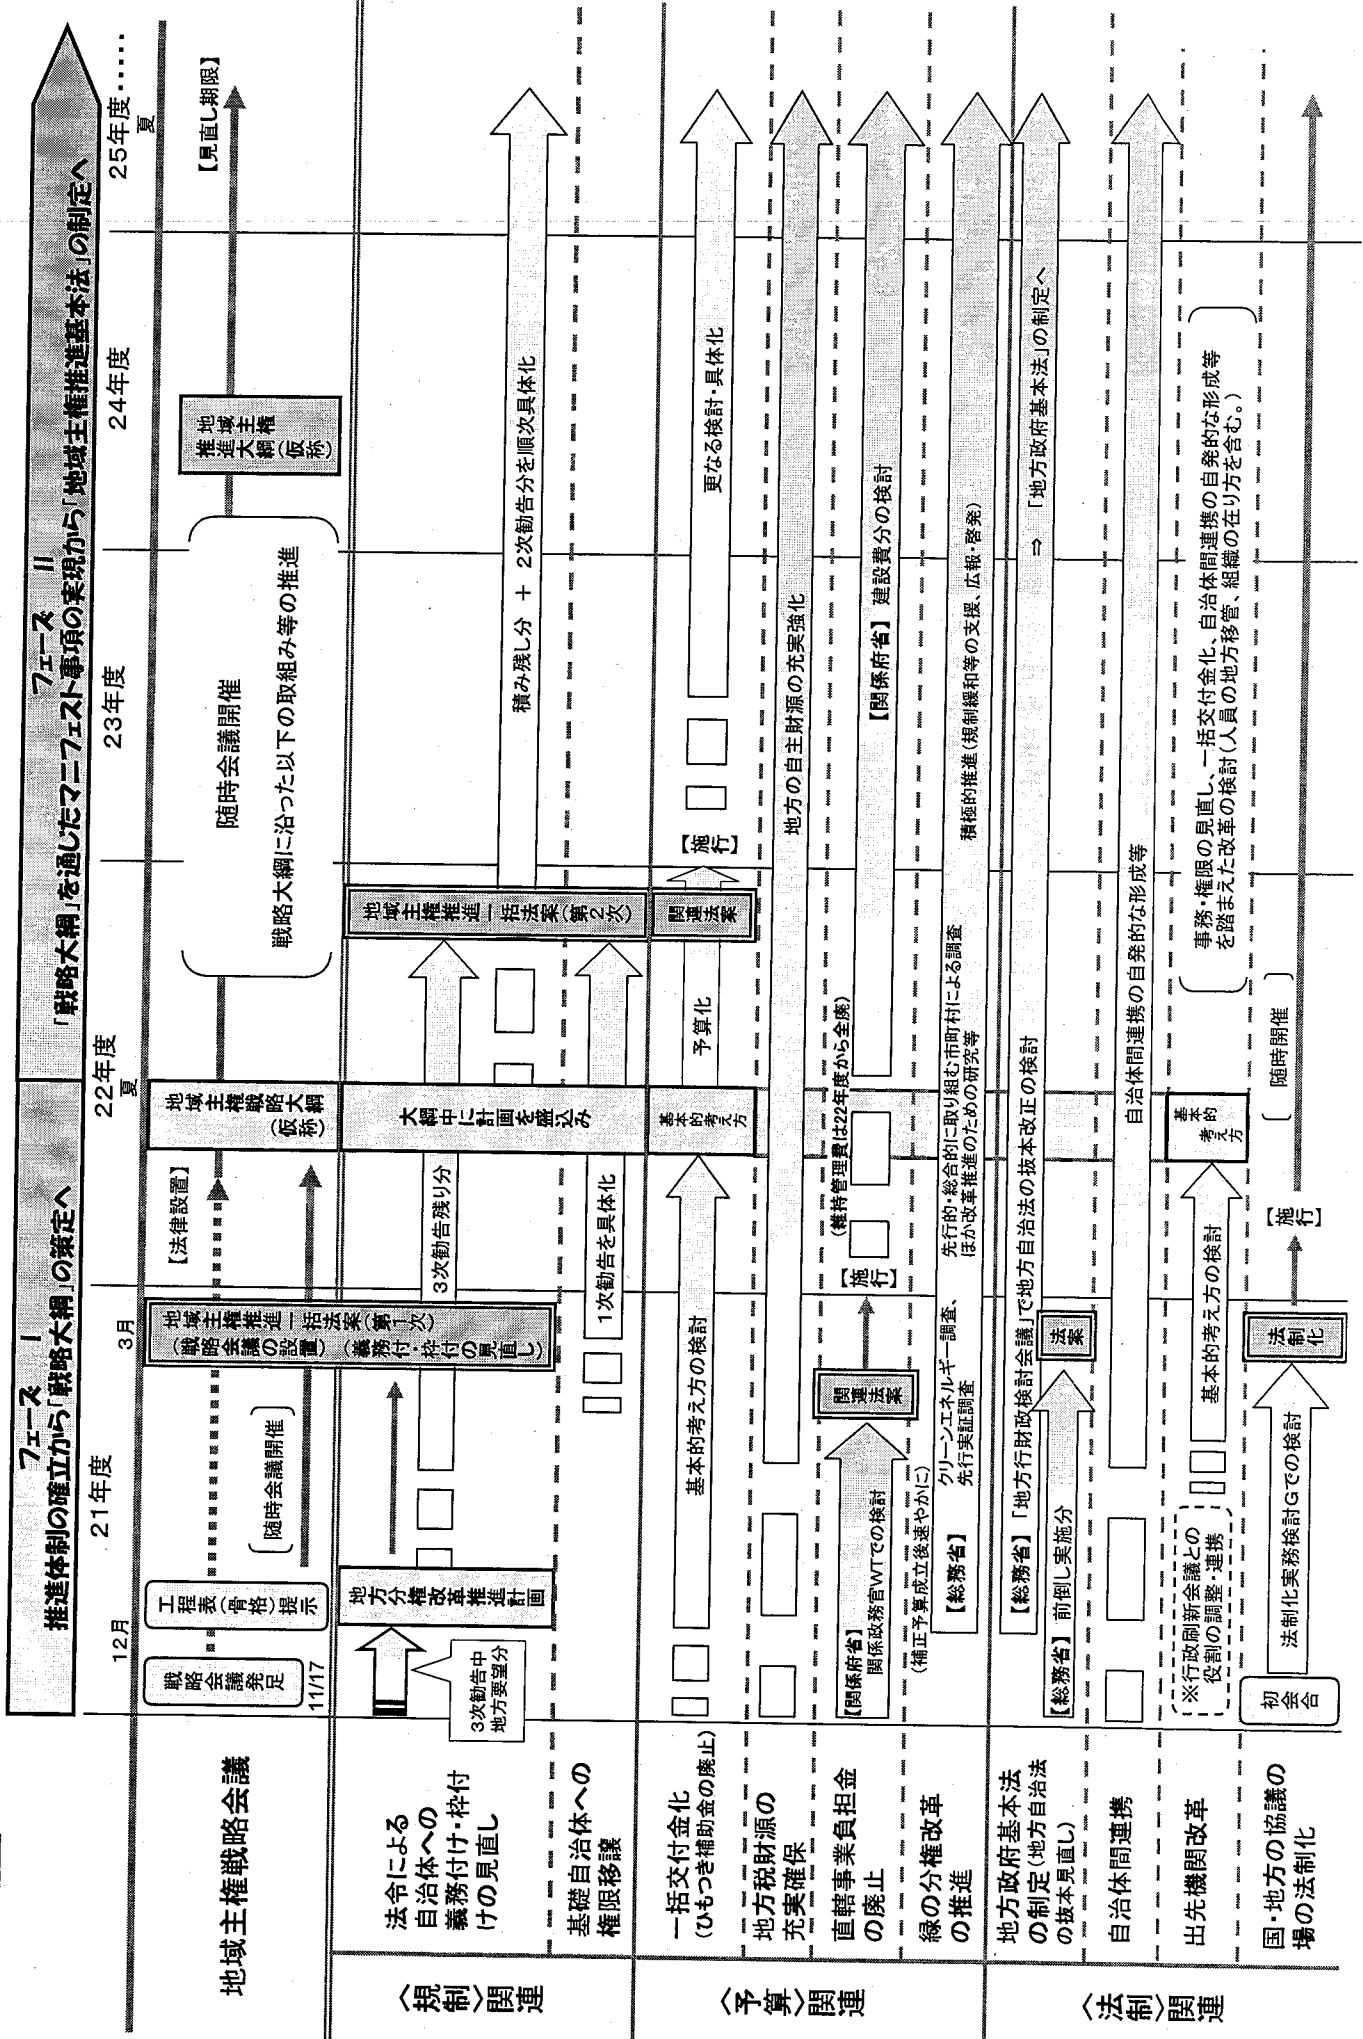 フェーズ Ⅰ
推進体制の確立から「戦略大綱」の策定へ
フェーズ Ⅱ
「戦略大綱」を通じたマニフェスト事項の実現から「地域主権推進基本法」の制定へ
21年度
12月
3月
22年度
夏
23年度
24年度
25年度・・・・・
夏
地域主権戦略会議
戦略会議発足
11/17
工程表(骨格)提示
〔随時会議開催〕
地域主権推進一括法案(第1次)
(戦略会議の設置)(義務付・枠付の見直し)
【法律設置】
地域主権戦略大綱
(仮称)
随時会議開催
戦略大綱に沿った以下の取組み等の推進
地域主権
推進大綱(仮称)
【見直し期限】
〈規制〉関連
法令による
自治体への
義務付け・枠付
けの見直し
3次勧告中
地方要望分
地方分権改革推進計画
3次勧告残り分
大綱中に計画を盛込み
地域主権推進一括法案(第2次)
積み残し分 + 2次勧告分を順次具体化
基礎自治体への
権限移譲
1次勧告を具体化
〈予算〉関連
一括交付金化
(ひもつき補助金の廃止)
基本的考え方の検討
基本的考え方
予算化
関連法案
【施行】
更なる検討・具体化
地方税財源の
充実確保
地方の自主財源の充実強化
直轄事業負担金
の廃止
【関係府省】
関係政務官WTでの検討
関連法案
【施行】
(維持管理費は22年度から全廃)
【関係府省】 建設費分の検討
緑の分権改革
の推進
(補正予算成立後速やかに)
【総務省】
クリーンエネルギー調査、
先行実証調査
先行的・総合的に取り組む市町村による調査
ほか改革推進のための研究等
積極的推進(規制緩和等の支援、広報・啓発)
〈法制〉関連
地方政府基本法
の制定(地方自治法
の抜本見直し)
【総務省】「地方行財政検討会議」で地方自治法の抜本改正の検討
⇒ 「地方政府基本法」の制定へ
【総務省】前倒し実施分
法案
自治体間連携
自治体間連携の自発的な形成等
出先機関改革
※行政刷新会議との
役割の調整・連携
基本的考え方の検討
基本的考え方
事務・権限の見直し、一括交付金化、自治体間連携の自発的な形成等
を踏まえた改革の検討(人員の地方移管、組織の在り方を含む。)
国・地方の協議の
場の法制化
初会合
法制化実務検討Gでの検討
法制化
【施行】
〔随時開催〕